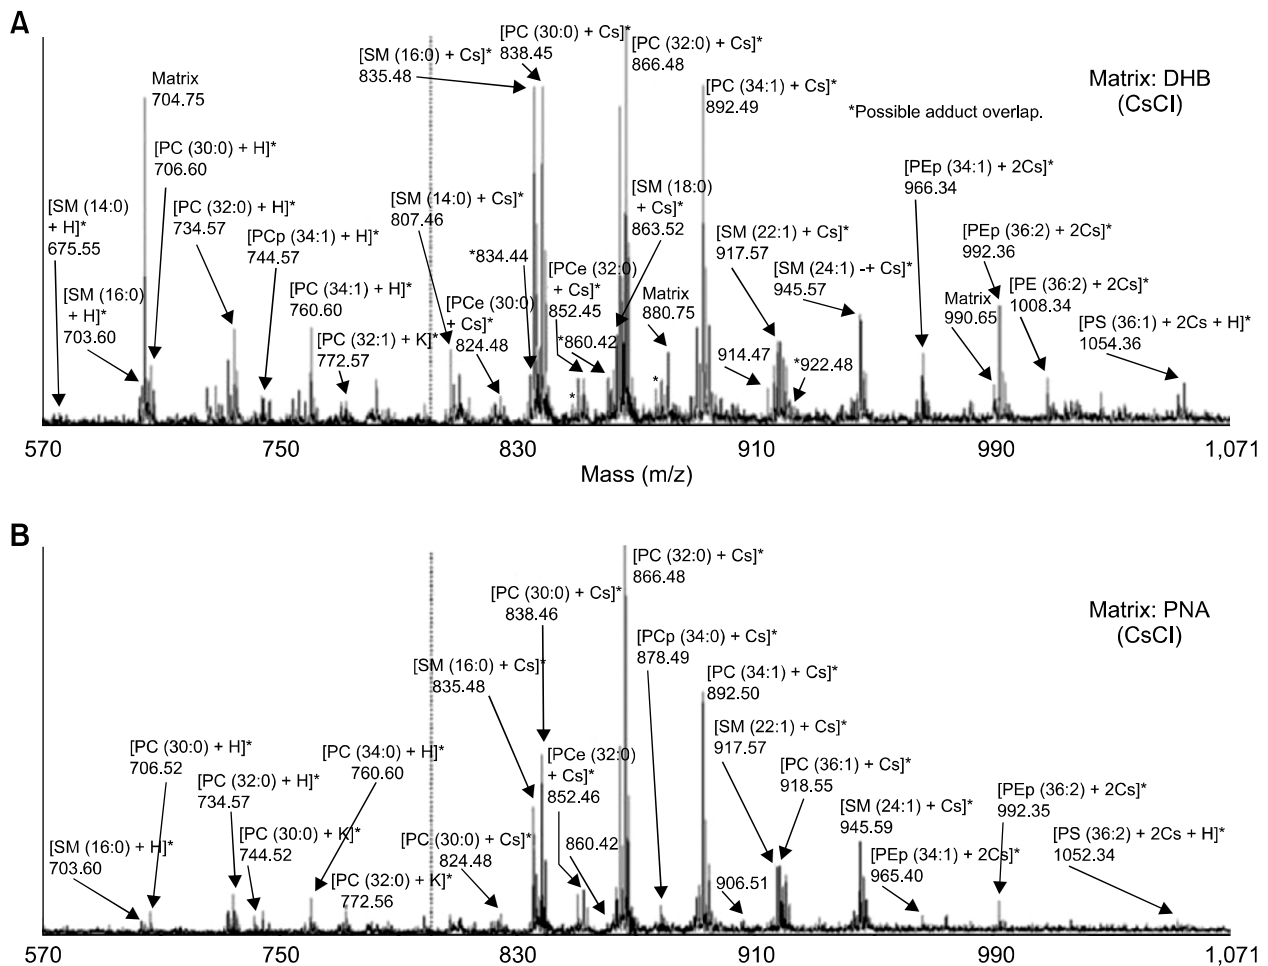 A
[SM (14:0)
+ H]*
675.55
[SM (16:0)
+ H]*
703.60
Matrix
704.75
[PC (30:0) + H]*
706.60
[PC (32:0) + H]*
734.57
[PCp (34:1) + H]*
744.57
[PC (34:1) + H]*
760.60
[PC (32:1) + K]*
772.57
[SM (14:0) + Cs]*
807.46
[PCe (30:0)
+ Cs]*
824.48
*834.44
[SM (16:0) + Cs]*
835.48
[PC (30:0) + Cs]*
838.45
[PCe (32:0)
+ Cs]*
852.45
*860.42
*
*
[SM (18:0)
+ Cs]*
863.52
[PC (32:0) + Cs]*
866.48
Matrix
880.75
[PC (34:1) + Cs]*
892.49
914.47
[SM (22:1) + Cs]*
917.57
*922.48
[SM (24:1) -+ Cs]*
945.57
[PEp (34:1) + 2Cs]*
966.34
Matrix
990.65
[PEp (36:2) + 2Cs]*
992.36
[PE (36:2) + 2Cs]*
1008.34
[PS (36:1) + 2Cs + H]*
1054.36
Matrix: DHB
(CsCl)
*Possible adduct overlap.
570 750 830 910 990 1,071
Mass (m/z)
B
[SM (16:0) + H]*
703.60
[PC (30:0) + H]*
706.52
[PC (32:0) + H]*
734.57
[PC (30:0) + K]*
744.52
[PC (34:0) + H]*
760.60
[PC (32:0) + K]*
772.56
[PC (30:0) + Cs]*
824.48
[SM (16:0) + Cs]*
835.48
[PC (30:0) + Cs]*
838.46
[PCe (32:0)
+ Cs]*
852.46
860.42
[PC (32:0) + Cs]*
866.48
[PCp (34:0) + Cs]*
878.49
[PC (34:1) + Cs]*
892.50
906.51
[SM (22:1) + Cs]*
917.57
[PC (36:1) + Cs]*
918.55
[SM (24:1) + Cs]*
945.59
[PEp (34:1) + 2Cs]*
965.40
[PEp (36:2) + 2Cs]*
992.35
[PS (36:2) + 2Cs + H]*
1052.34
Matrix: PNA
(CsCl)
570 750 830 910 990 1,071